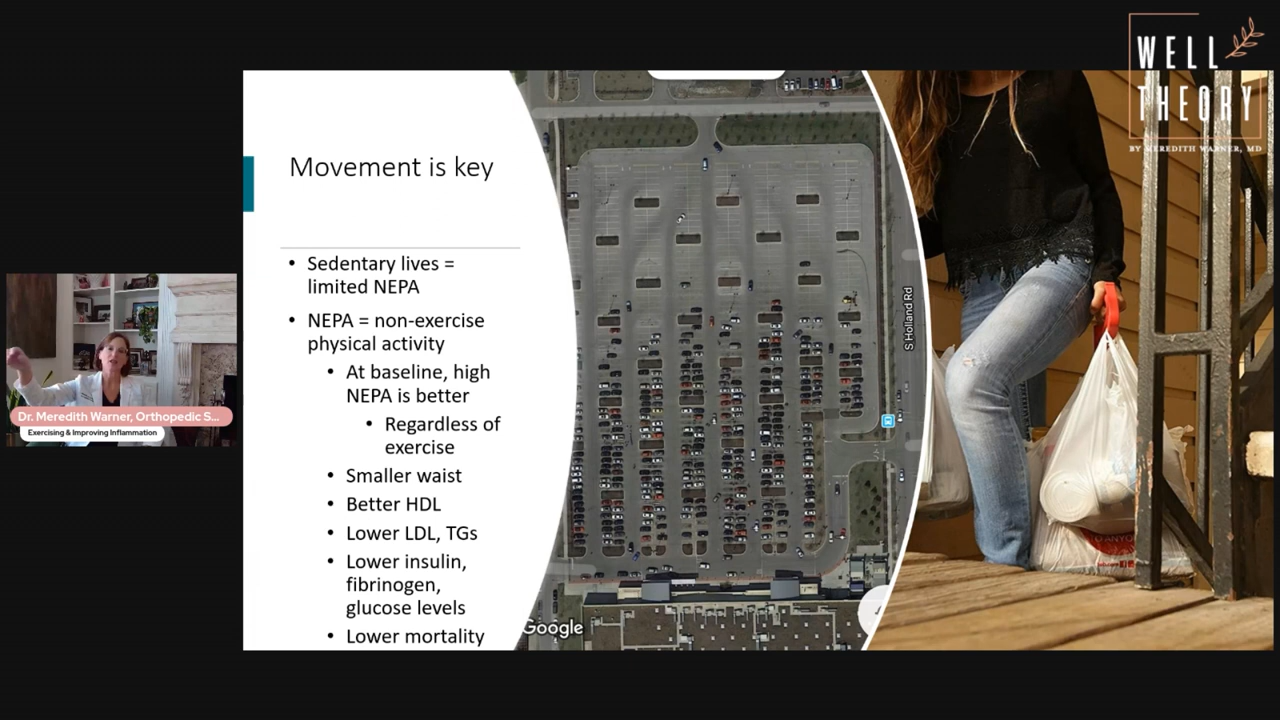 WELL
THEORY
BY MEREDITH WARNER, MD
Movement is key
• Sedentary lives =
limited NEPA
• NEPA = non-exercise
physical activity
• At baseline, high
NEPA is better
• Regardless of
exercise
• Smaller waist
• Better HDL
• Lower LDL, TGs
• Lower insulin,
fibrinogen,
glucose levels
• Lower mortality
S Holland Rd
Google
Dr. Meredith Warner, Orthopedic S...
Exercising & Improving Inflammation